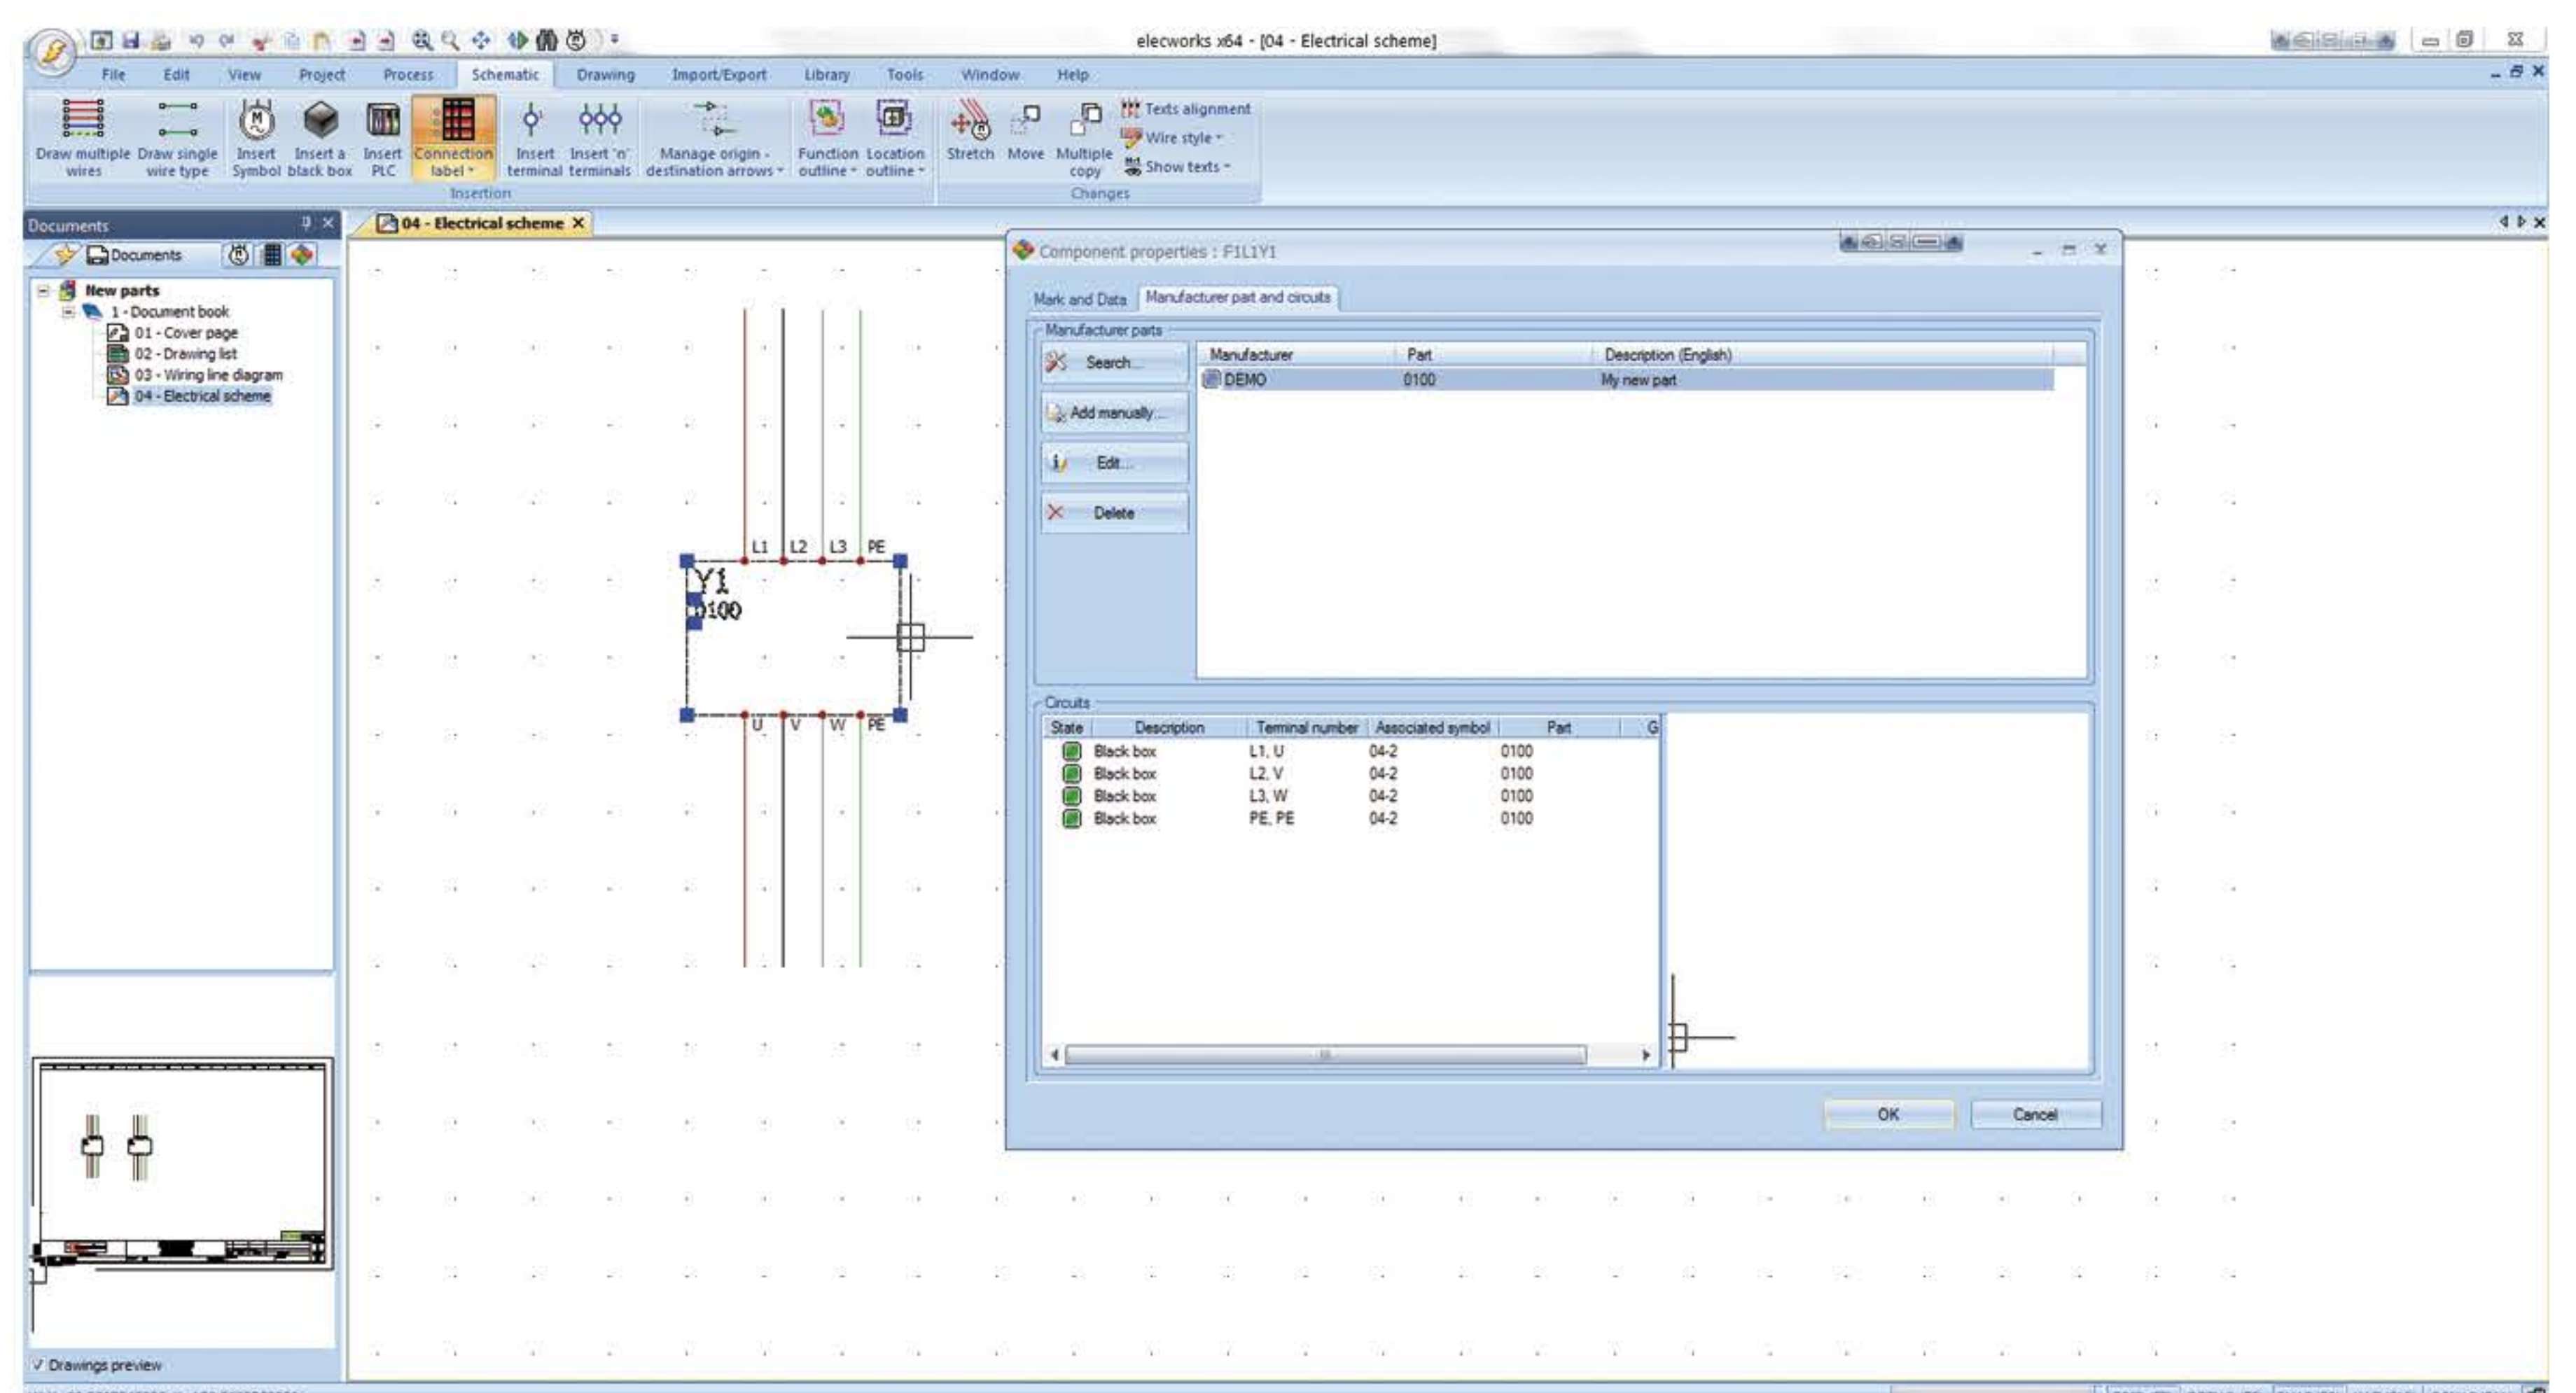 elecworks x64 - [04 - Electrical scheme]
File Edit View Project Process Schematic Drawing Import/Export Library Tools Window Help
Draw multiple wires
Draw single wire type
Insert Symbol
Insert a black box
Insert PLC
Connection label
Insert terminal
Insert "n" terminals
Manage origin - destination arrows
Function outline
Location outline
Stretch
Move
Multiple copy
Texts alignment
Wire style
Show texts
Insertion
Changes
Documents
Documents
New parts
1 - Document book
01 - Cover page
02 - Drawing list
03 - Wiring line diagram
04 - Electrical scheme
Drawings preview
04 - Electrical scheme
L1 L2 L3 PE
Y1
0100
U V W PE
Component properties : F1L1Y1
Mark and Data Manufacturer part and circuits
Manufacturer parts
Search...
Add manually...
Edit...
Delete
Manufacturer Part Description (English)
DEMO 0100 My new part
Circuits
State Description Terminal number Associated symbol Part G
Black box L1, U 04-2 0100
Black box L2, V 04-2 0100
Black box L3, W 04-2 0100
Black box PE, PE 04-2 0100
OK Cancel